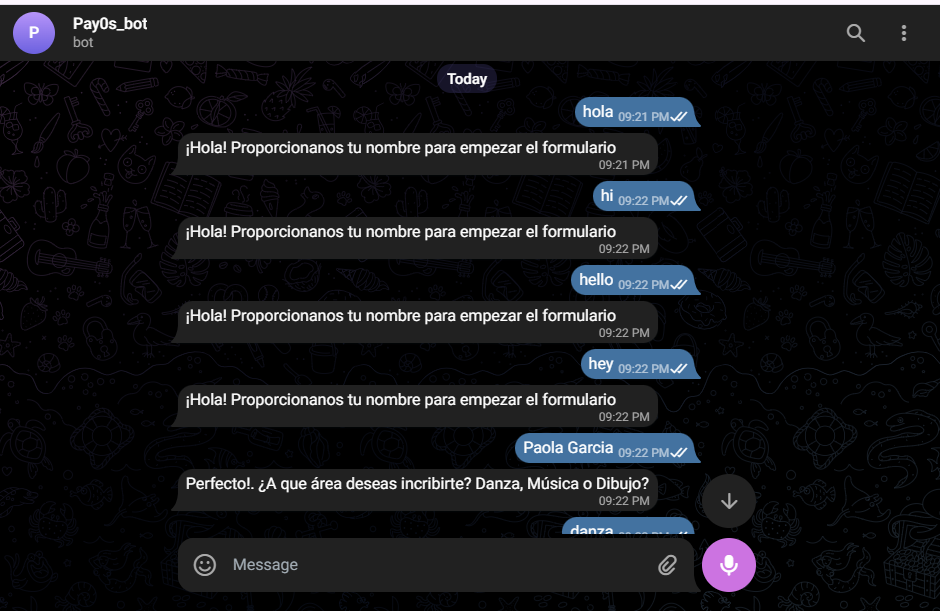 P
Pay0s_bot
bot
Today
hola 09:21 PM
¡Hola! Proporcionanos tu nombre para empezar el formulario
09:21 PM
hi 09:22 PM
¡Hola! Proporcionanos tu nombre para empezar el formulario
09:22 PM
hello 09:22 PM
¡Hola! Proporcionanos tu nombre para empezar el formulario
09:22 PM
hey 09:22 PM
¡Hola! Proporcionanos tu nombre para empezar el formulario
09:22 PM
Paola Garcia 09:22 PM
Perfecto!. ¿A que área deseas incribirte? Danza, Música o Dibujo?
09:22 PM
danza
Message